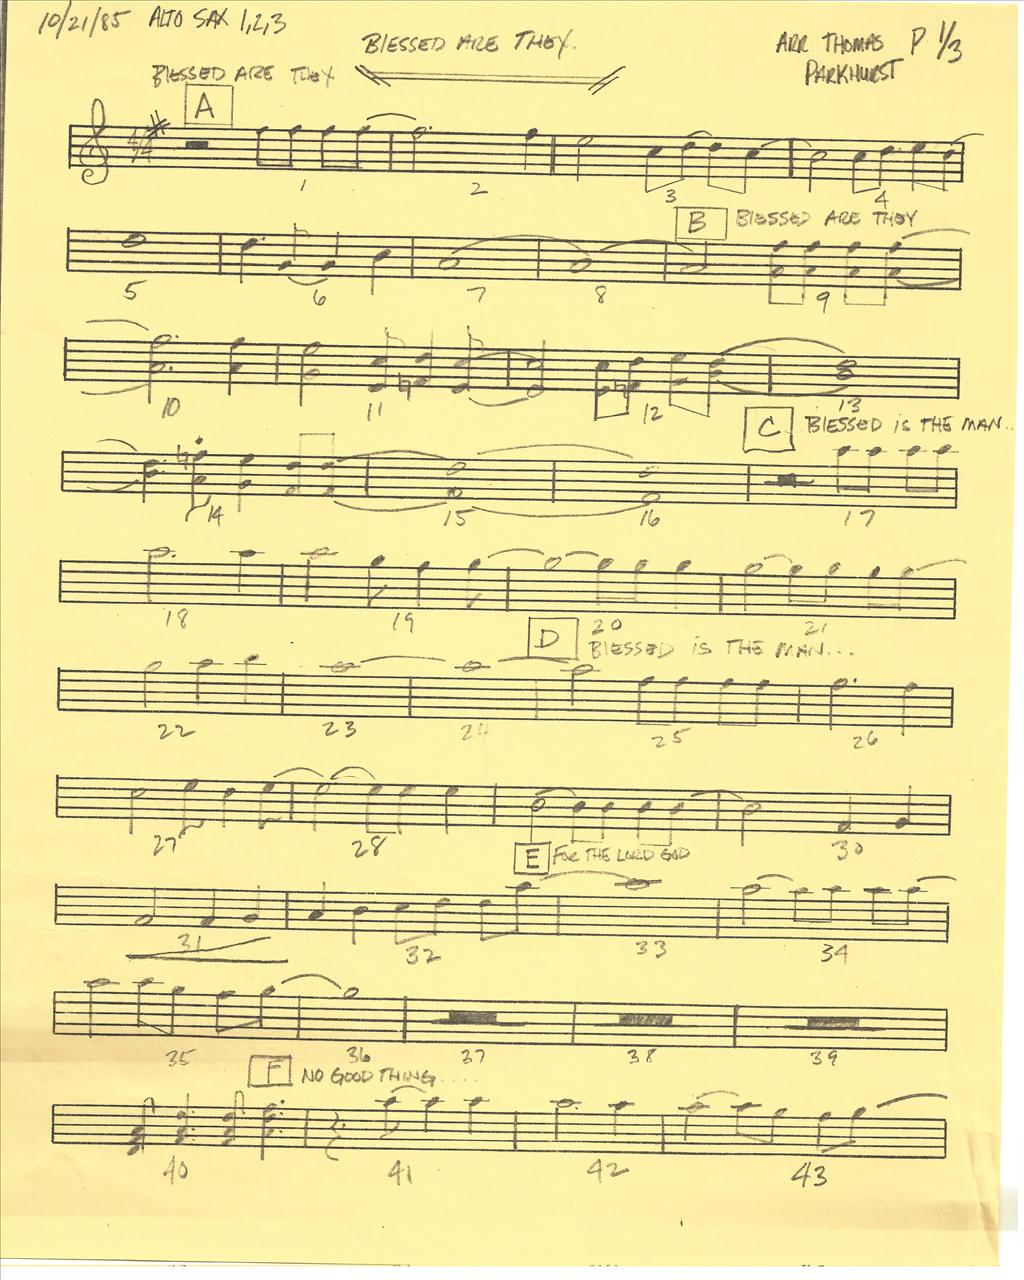 10/21/85 ALTO SAX 1,2,3
BLESSED ARE THEY.
ARR THOMAS PARKHURST
P 1/3
BLESSED ARE THEY
A
4/4
1 2 3 4
B BLESSED ARE THEY
5 6 7 8 9
10 11 12 13
C BLESSED IS THE MAN..
14 15 16 17
18 19 20 21
D BLESSED IS THE MAN...
22 23 24 25 26
27 28 30
E FOR THE LORD GOD
31 32 33 34
35 36 37 38 39
F NO GOOD THING.....
40 41 42 43